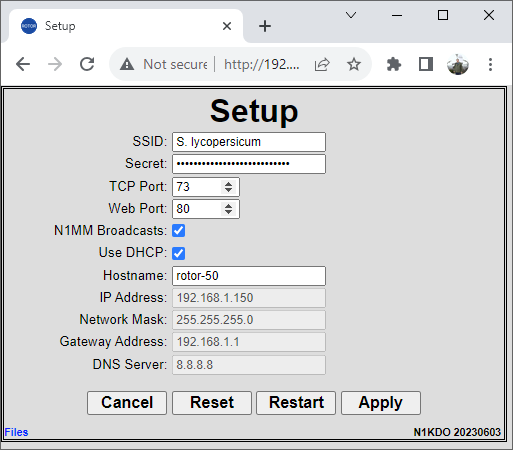 ROTOR Setup
Not secure http://192....
Setup
SSID: S. lycopersicum
Secret: •••••••••••••••••••••••••••
TCP Port: 73
Web Port: 80
N1MM Broadcasts:
Use DHCP:
Hostname: rotor-50
IP Address: 192.168.1.150
Network Mask: 255.255.255.0
Gateway Address: 192.168.1.1
DNS Server: 8.8.8.8
Cancel Reset Restart Apply
Files N1KDO 20230603